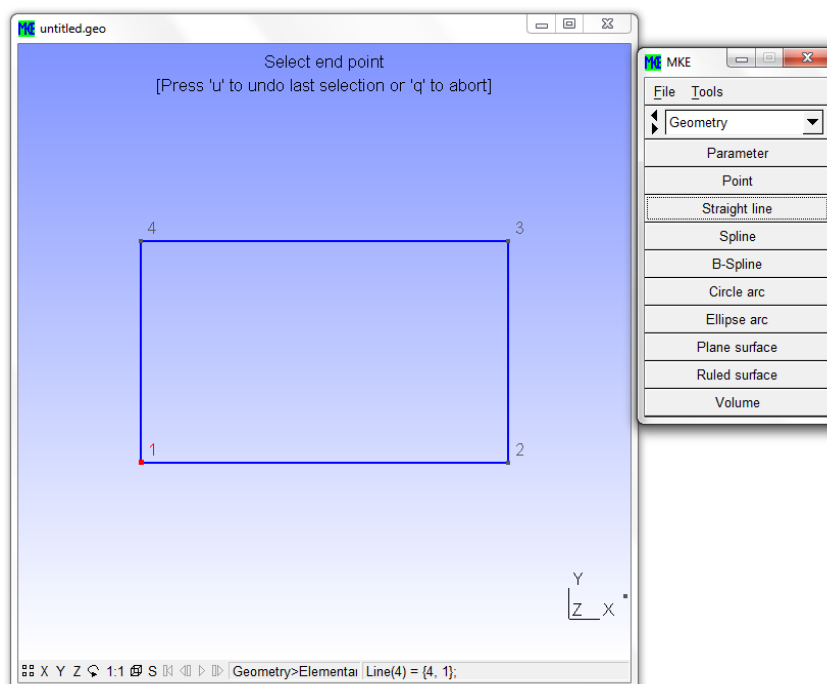 untitled.geo
Select end point
[Press 'u' to undo last selection or 'q' to abort]
4
3
1
2
Y
Z X
X Y Z 1:1 S Geometry>Elementar Line(4) = {4, 1};
MKE
File Tools
Geometry
Parameter
Point
Straight line
Spline
B-Spline
Circle arc
Ellipse arc
Plane surface
Ruled surface
Volume